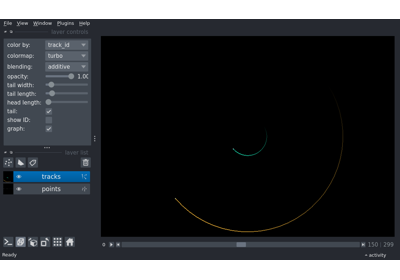 File View Window Plugins Help
layer controls
color by: track_id
colormap: turbo
blending: additive
opacity: 1.00
tail width:
tail length:
head length:
tail:
show ID:
graph:
layer list
tracks
points
150 299
Ready
activity